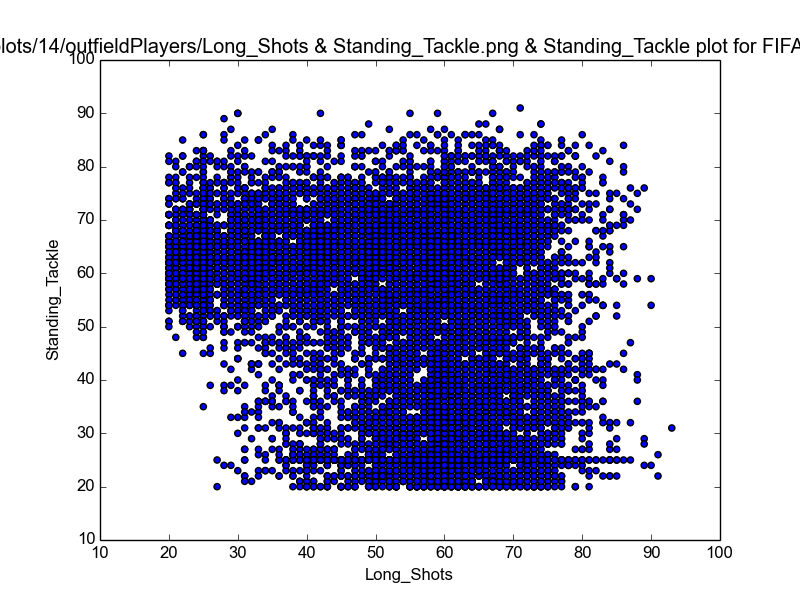 lots/14/outfieldPlayers/Long_Shots & Standing_Tackle.png & Standing_Tackle plot for FIFA
100
90
80
70
60
50
40
30
20
10
Standing_Tackle
10 20 30 40 50 60 70 80 90 100
Long_Shots